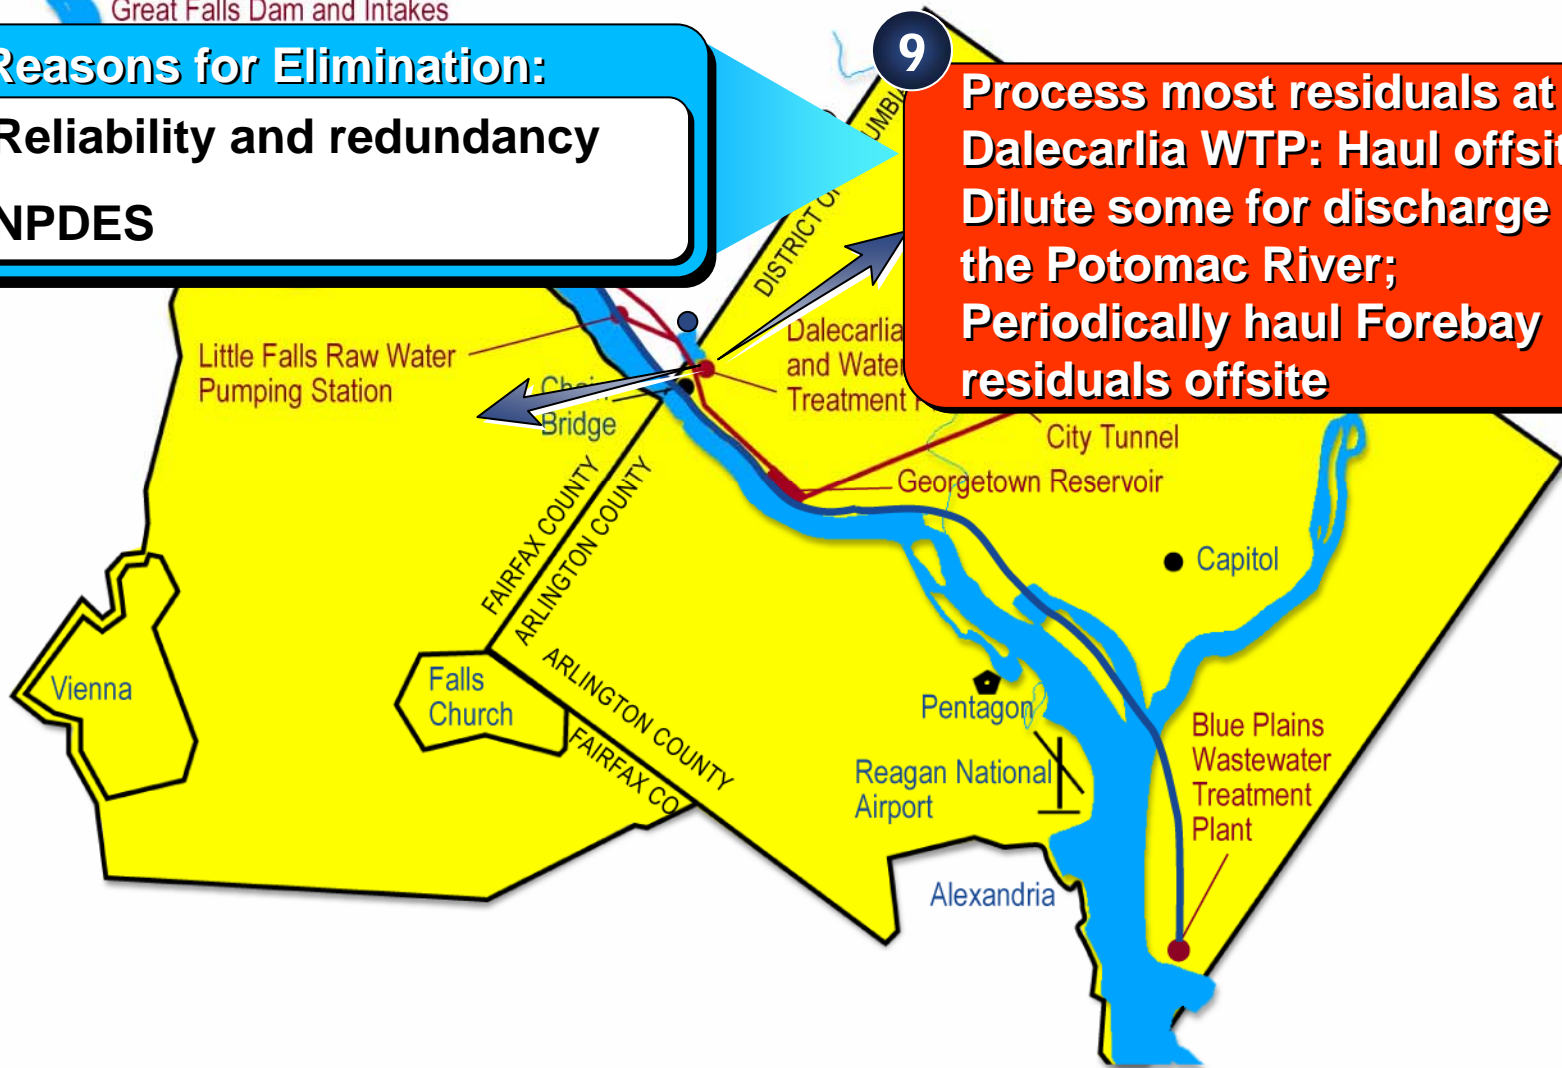 Great Falls Dam and Intakes
Reasons for Elimination:
Reliability and redundancy
NPDES
9
Process most residuals at
Dalecarlia WTP: Haul
Dilute some for discharge
the Potomac River;
Periodically haul Forebay
residuals offsite
DISTRICT
Little Falls Raw Water
Pumping Station
Bridge
Dalecarlia
and Water
Treatment
City Tunnel
Georgetown Reservoir
FAIRFAX COUNTY
ARLINGTON COUNTY
Capitol
Vienna
Falls
Church
ARLINGTON COUNTY
FAIRFAX CO
Pentagon
Reagan National
Airport
Blue Plains
Wastewater
Treatment
Plant
Alexandria